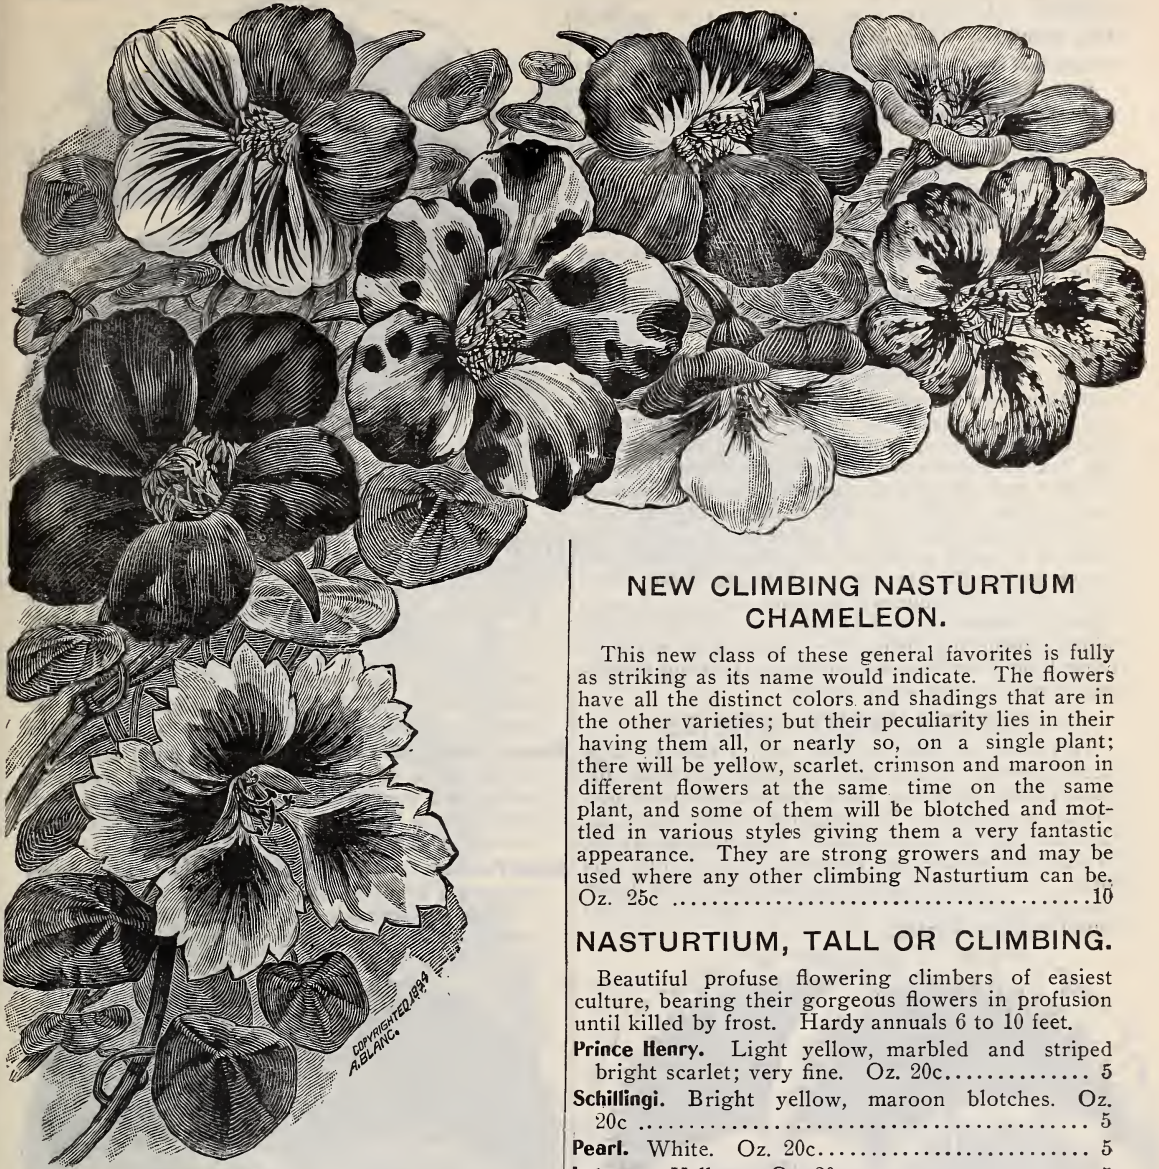 NEW CLIMBING NASTURTIUM
CHAMELEON.
This new class of these general favorites is fully
as striking as its name would indicate. The flowers
have all the distinct colors and shadings that are in
the other varieties; but their peculiarity lies in their
having them all, or nearly so, on a single plant;
there will be yellow, scarlet. crimson and maroon in
different flowers at the same time on the same
plant, and some of them will be blotched and mot-
tled in various styles giving them a very fantastic
appearance. They are strong growers and may be
used where any other climbing Nasturtium can be.
Oz. 25c ........................................10
NASTURTIUM, TALL OR CLIMBING.
Beautiful profuse flowering climbers of easiest
culture, bearing their gorgeous flowers in profusion
until killed by frost. Hardy annuals 6 to 10 feet.
Prince Henry. Light yellow, marbled and striped
bright scarlet; very fine. Oz. 20c.............. 5
Schillingi. Bright yellow, maroon blotches. Oz.
20c ........................................... 5
Pearl. White. Oz. 20c.......................... 5
COPYRIGHTED 1894
A. BLANC.